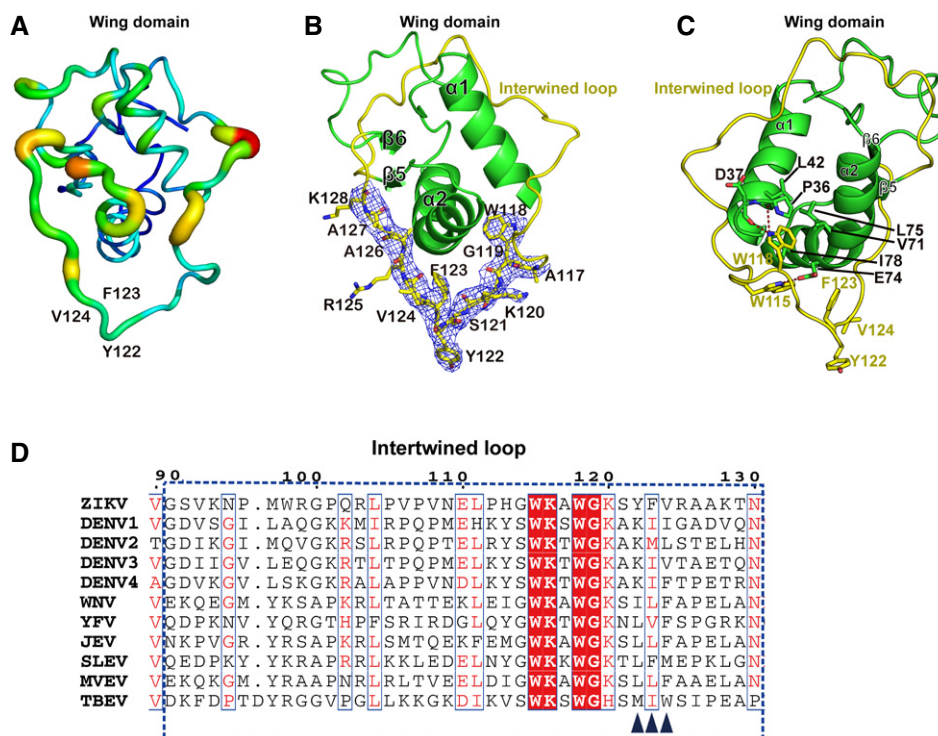 A
Wing domain
F123
V124
Y122
B
Wing domain
Intertwined loop
α1
β6
β5
α2
K128
A127
A126
R125
V124
F123
W118
G119
A117
K120
S121
Y122
C
Wing domain
Interwined loop
α1
β6
α2
β5
D37
L42
P36
L75
V71
I78
E74
W118
W115
F123
V124
Y122
D
Intertwined loop
90 100 110 120 130
ZIKV VGSVKNP.MWRGPQRLPVPVNELPHGWKAWGKSYFVRAAKTN
DENV1 VGDVSGI.LAQGKKMIRPQPMEHKYSWKSWGKAKIIGADVQN
DENV2 TGDIKGI.MQVGKRSLRPQPTELRYSWKTWGKAKMLSTELHN
DENV3 VGDIIGV.LEQGKRTLTPQPMELKYSWKTWGKAKIVTAETQN
DENV4 AGDVKGV.LSKGKRALAPPVNDLKYSWKTWGKAKIFTPETRN
WNV VEKQEGM.YKSAPKRLTATTEKLEIGWKAWGKSILFAPELAN
YFV VQDPKNV.YQRGTHPFSRIRDGLQYGWKTWGKNLVFSPGRKN
JEV VNKPVGR.YRSAPKRLSMTQEKFEMGWKAWGKSLLFAPELAN
SLEV VQEDPKY.YKRAPRRLKKLEDELNYGWKKWGKTLFMEPKLGN
MVEV VEKQKGM.YRAAPNRLRLTVEELDIGWKAWGKSLLFAPELAN
TBEV VDKFDPTDYRGGVPGLLKKGKDIKVSWKSWGHSMIWSIPEAP